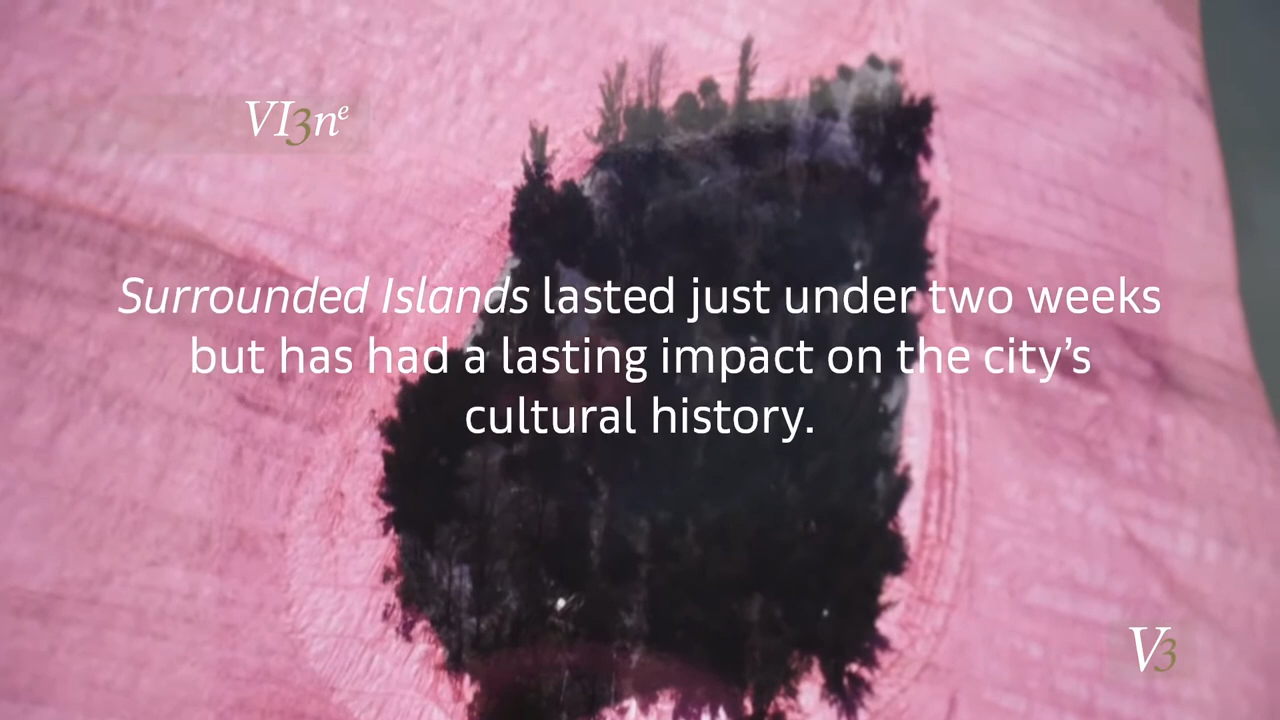 VI3nᵉ
Surrounded Islands lasted just under two weeks
but has had a lasting impact on the city’s
cultural history.
V3